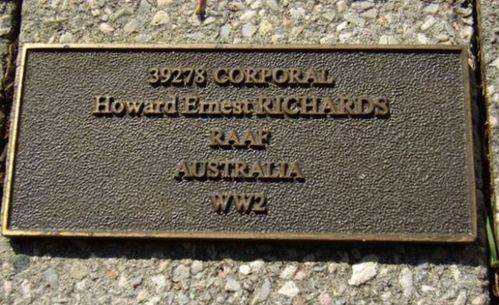 39278 CORPORAL
Howard Ernest RICHARDS
RAAF
AUSTRALIA
WW2